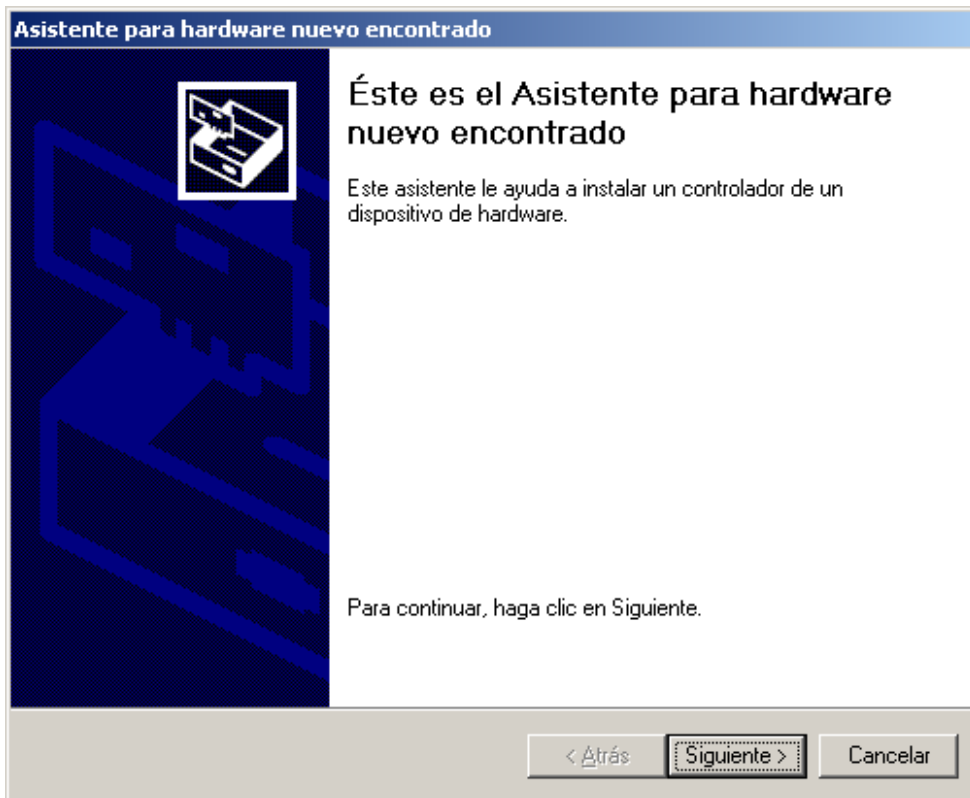 Asistente para hardware nuevo encontrado
Éste es el Asistente para hardware
nuevo encontrado
Este asistente le ayuda a instalar un controlador de un
dispositivo de hardware.
Para continuar, haga clic en Siguiente.
< Atrás
Siguiente >
Cancelar